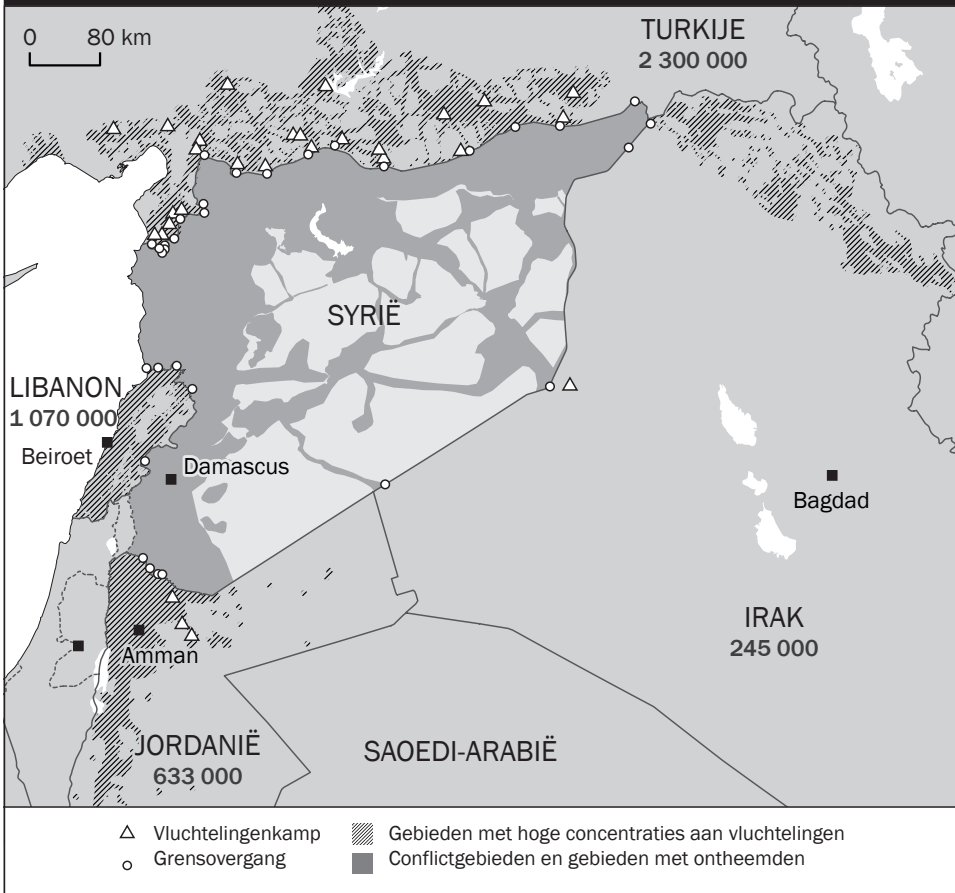 0 80 km
TURKIJE
2 300 000
SYRIË
LIBANON
1 070 000
Beiroet
Damascus
Bagdad
IRAK
245 000
Amman
JORDANIË
633 000
SAOEDI-ARABIË
Vluchtelingenkamp
Gebieden met hoge concentraties aan vluchtelingen
Grensovergang
Conflictgebieden en gebieden met ontheemden